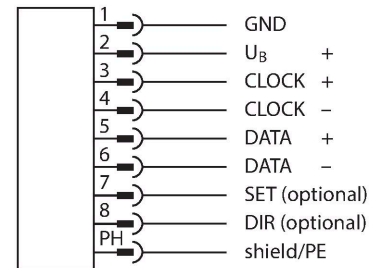 1 GND
2 U_B +
3 CLOCK +
4 CLOCK –
5 DATA +
6 DATA –
7 SET (optional)
8 DIR (optional)
PH shield/PE